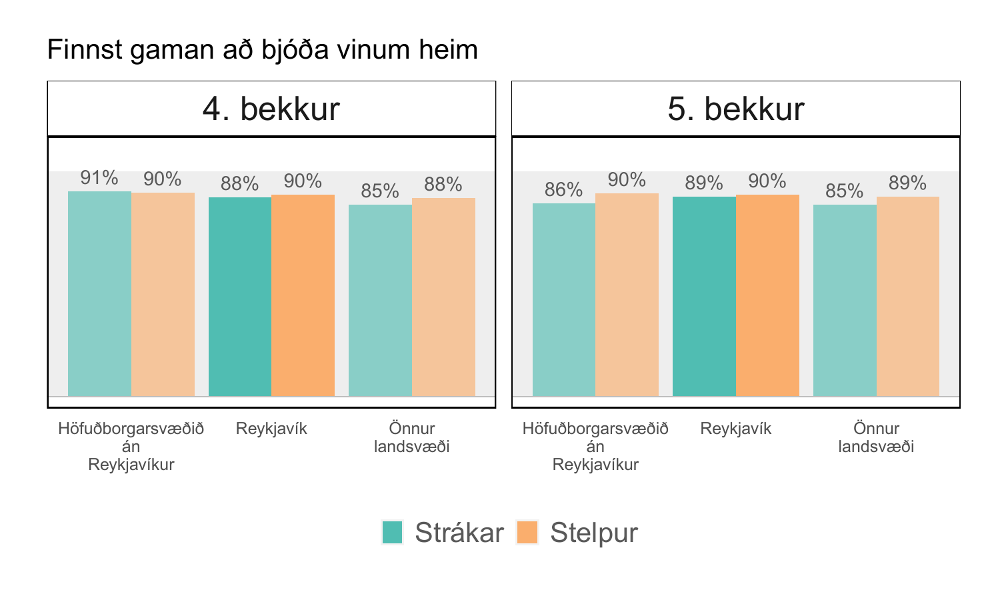 Finnst gaman að bjóða vinum heim
4. bekkur
5. bekkur
91% 90% 88% 90% 85% 88%
86% 90% 89% 90% 85% 89%
Höfuðborgarsvæðið
án
Reykjavíkur
Reykjavík
Önnur
landsvæði
Höfuðborgarsvæðið
án
Reykjavíkur
Reykjavík
Önnur
landsvæði
Strákar Stelpur